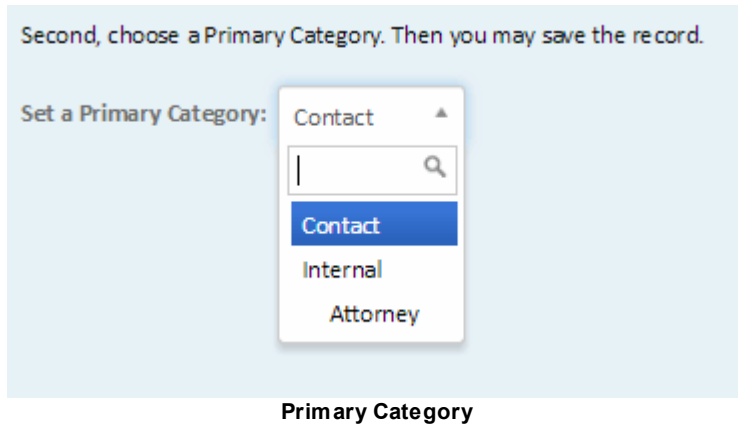 Second, choose a Primary Category. Then you may save the record.
Set a Primary Category: Contact
Contact
Internal
Attorney
Primary Category